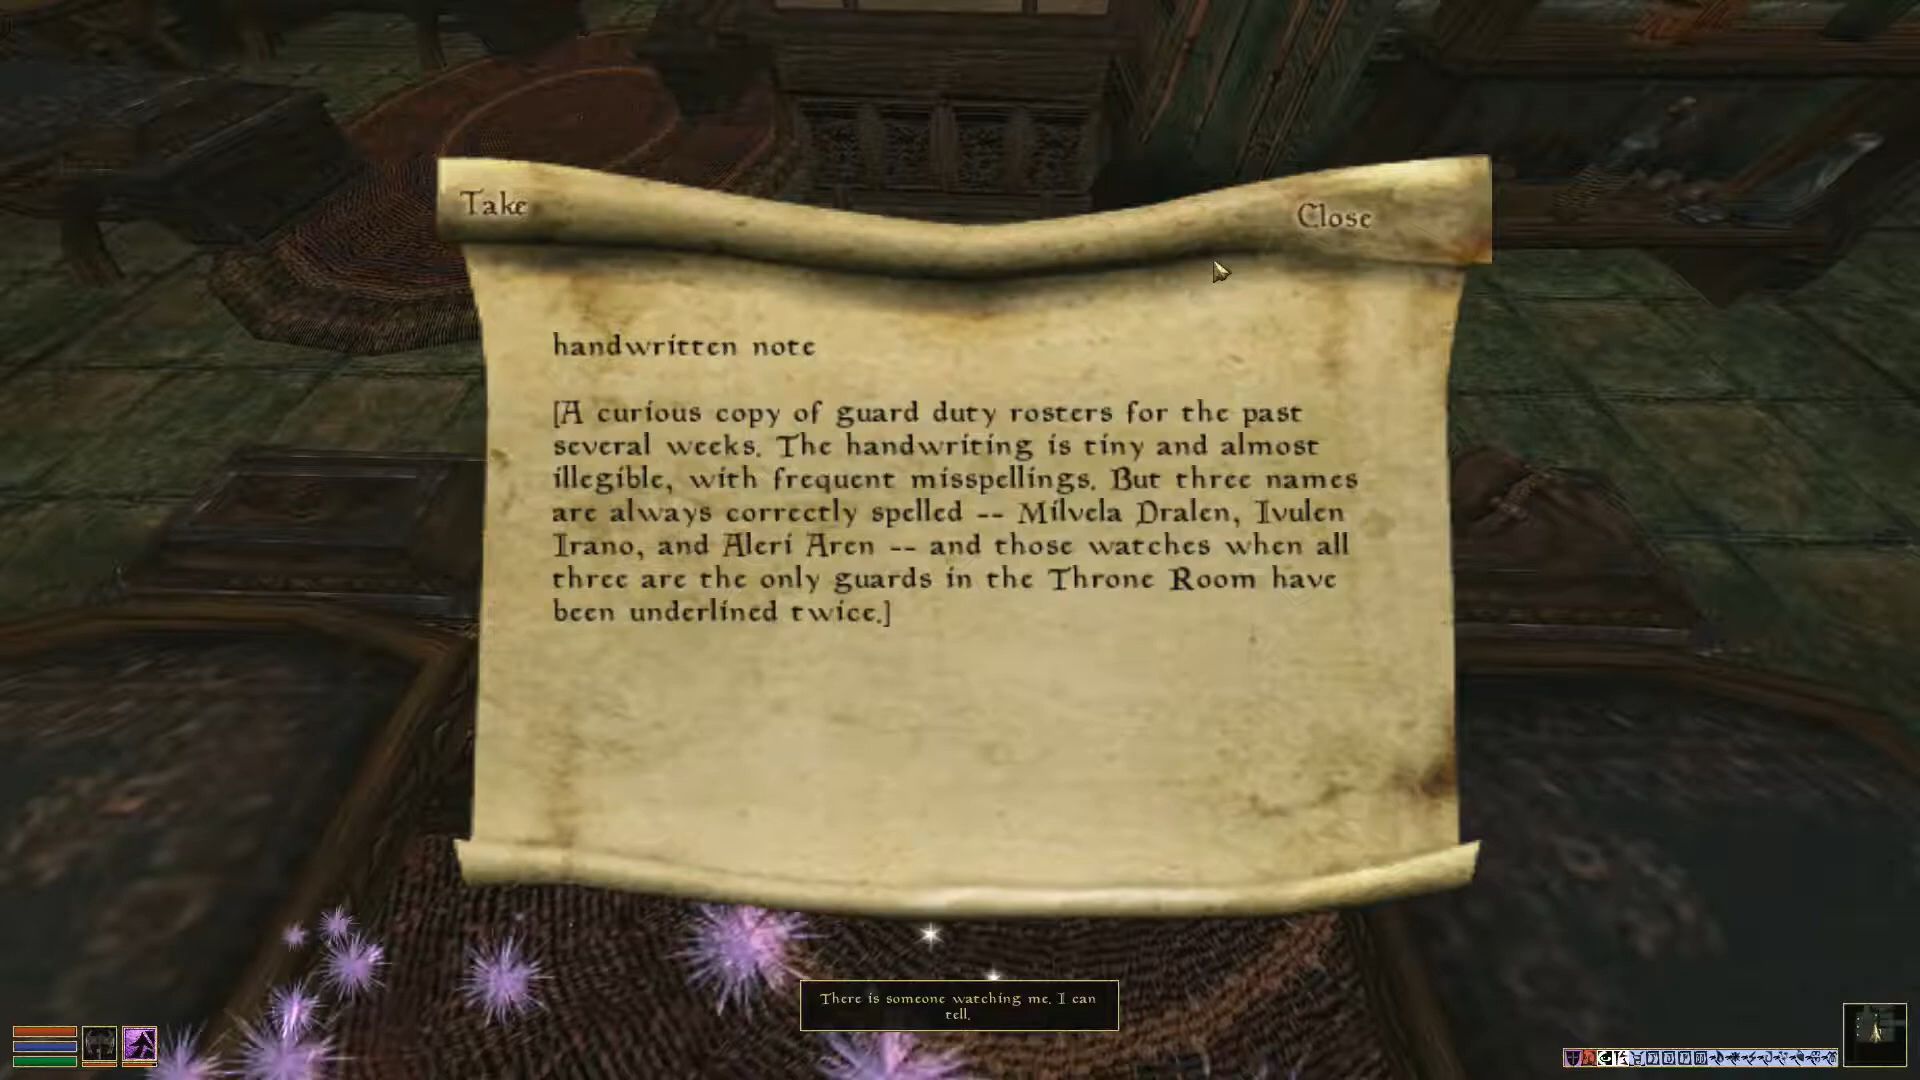 Take
Close
handwritten note
[A curious copy of guard duty rosters for the past
several weeks. The handwriting is tiny and almost
illegible, with frequent misspellings. But three names
are always correctly spelled -- Milvela Dralen, Ivulen
Irano, and Aleri Aren -- and those watches when all
three are the only guards in the Throne Room have
been underlined twice.]
There is someone watching me. I can
tell.